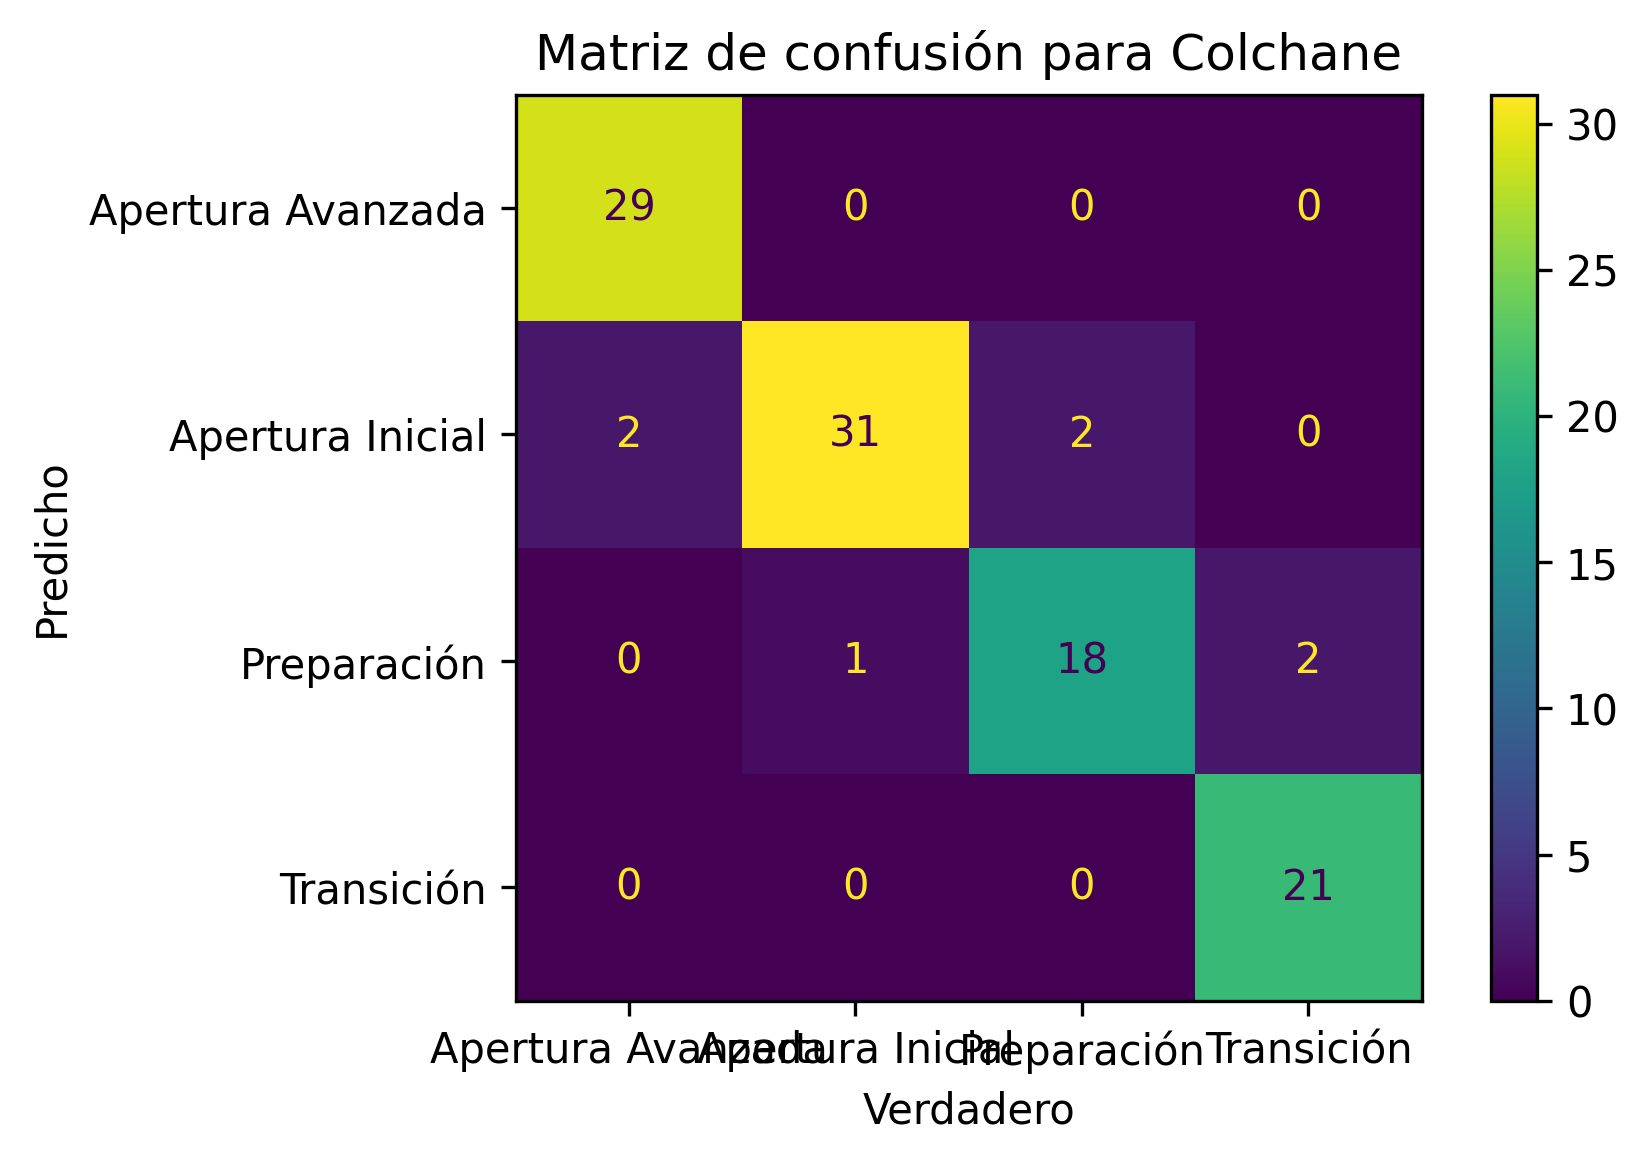 Matriz de confusión para Colchane
Apertura Avanzada 29 0 0 0
Apertura Inicial 2 31 2 0
Preparación 0 1 18 2
Transición 0 0 0 21
Apertura Avanzada Apertura Inicial Preparación Transición
Verdadero
Predicho
30
25
20
15
10
5
0